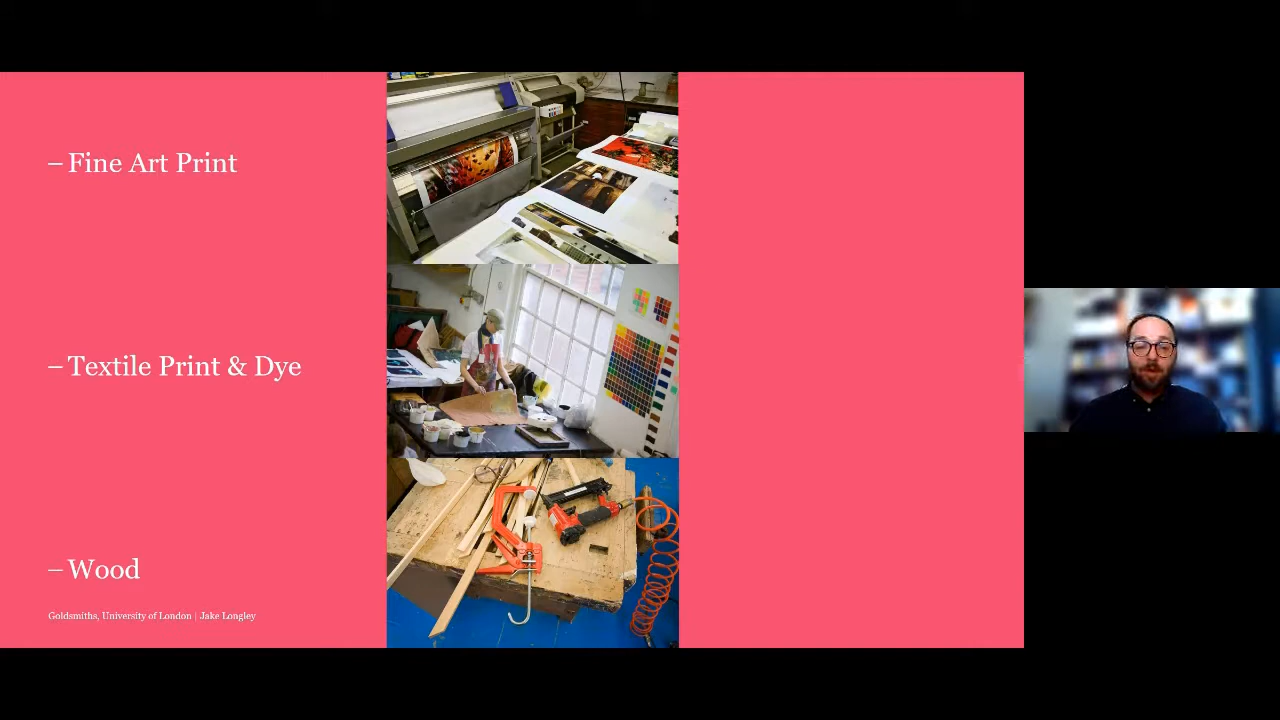 – Fine Art Print
– Textile Print & Dye
– Wood
Goldsmiths, University of London | Jake Longley